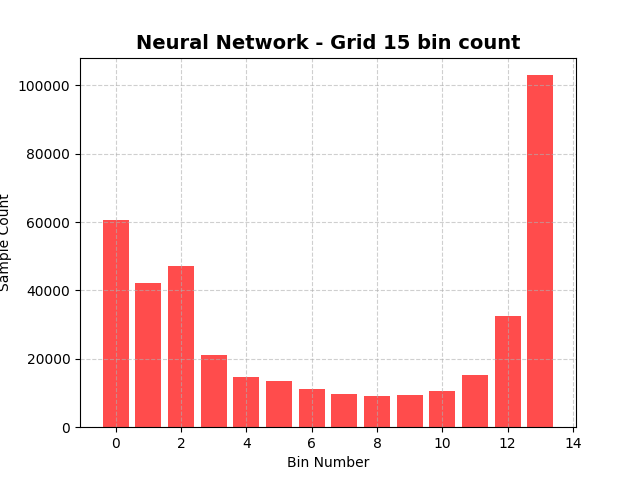 Neural Network - Grid 15 bin count
100000
80000
60000
40000
20000
0
Sample Count
0 2 4 6 8 10 12 14
Bin Number